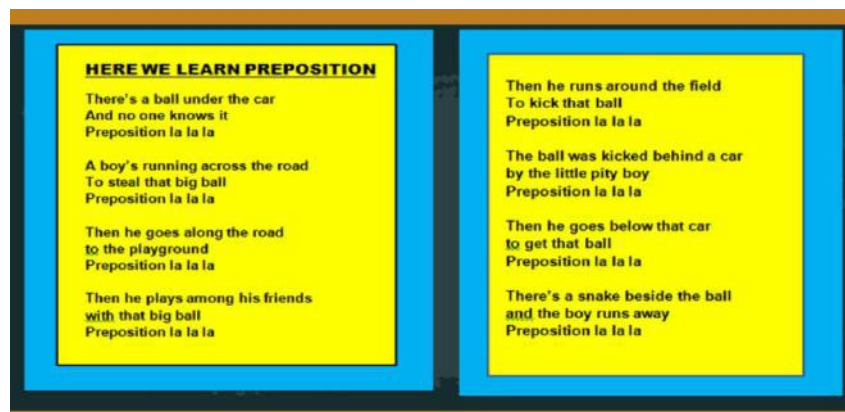 HERE WE LEARN PREPOSITION
There's a ball under the car
And no one knows it
Preposition la la la
A boy's running across the road
To steal that big ball
Preposition la la la
Then he goes along the road
to the playground
Preposition la la la
Then he plays among his friends
with that big ball
Preposition la la la
Then he runs around the field
To kick that ball
Preposition la la la
The ball was kicked behind a car
by the little pity boy
Preposition la la la
Then he goes below that car
to get that ball
Preposition la la la
There's a snake beside the ball
and the boy runs away
Preposition la la la